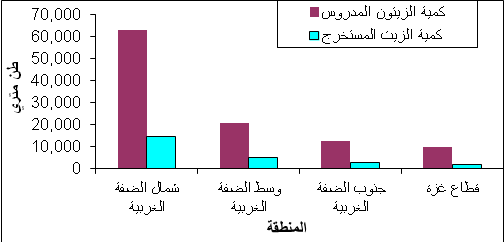 كمية الزيتون المدروس
كمية الزيت المستخرج
70,000
60,000
50,000
40,000
30,000
20,000
10,000
0
طن متري
شمال الضفة
الغربية
وسط الضفة
الغربية
جنوب الضفة
الغربية
قطاع غزة
المنطقة